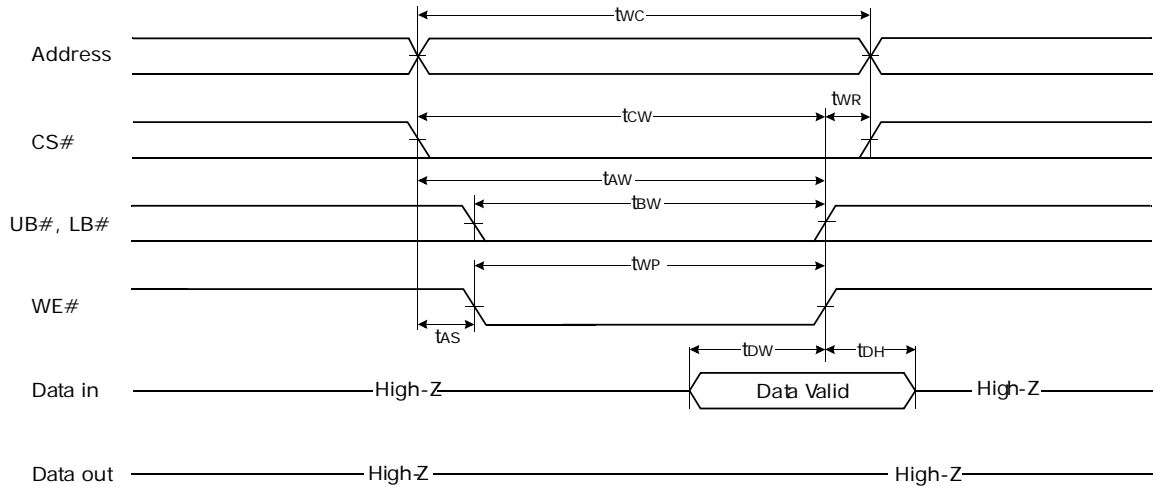 tWC
Address
tWR
tCW
CS#
tAW
tBW
UB#, LB#
tWP
WE#
tAS
tDW
tDH
Data in
High-Z
Data Valid
High-Z
Data out
High-Z
High-Z